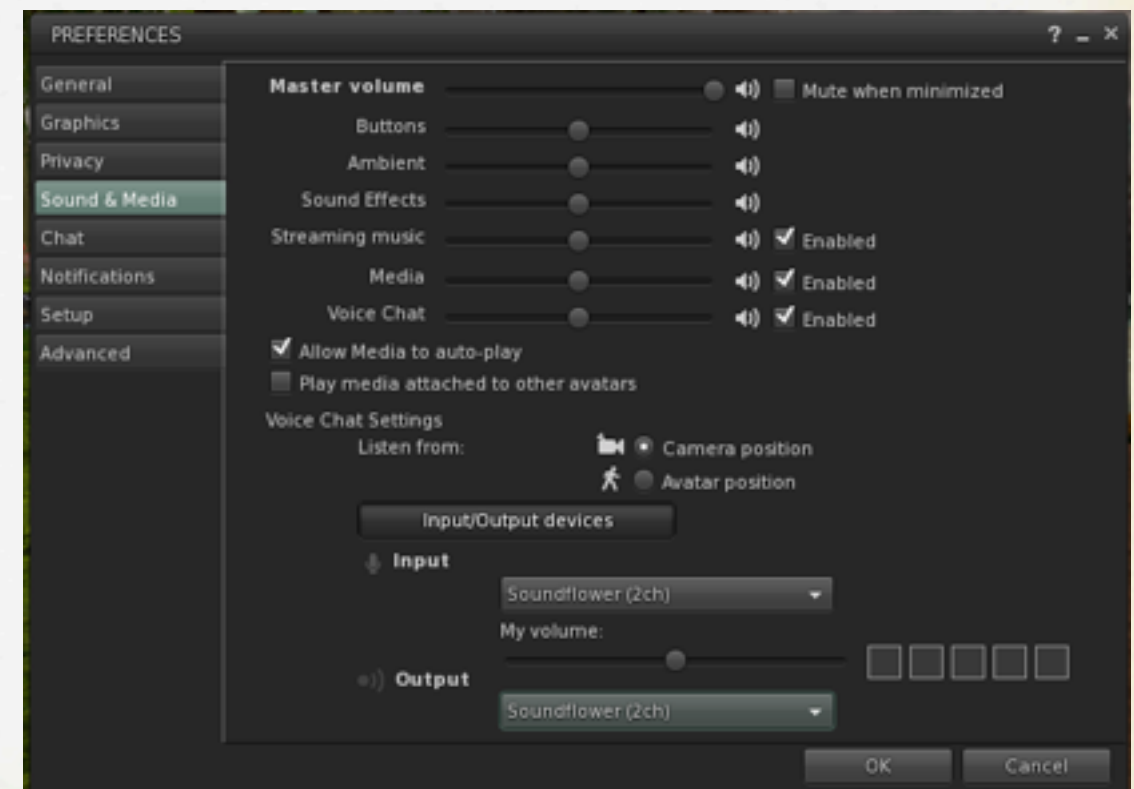 PREFERENCES ? – ×
General
Graphics
Privacy
Sound & Media
Chat
Notifications
Setup
Advanced
Master volume Mute when minimized
Buttons
Ambient
Sound Effects
Streaming music Enabled
Media Enabled
Voice Chat Enabled
Allow Media to auto-play
Play media attached to other avatars
Voice Chat Settings
Listen from: Camera position
Avatar position
Input/Output devices
Input
Soundflower (2ch)
My volume:
Output
Soundflower (2ch)
OK Cancel